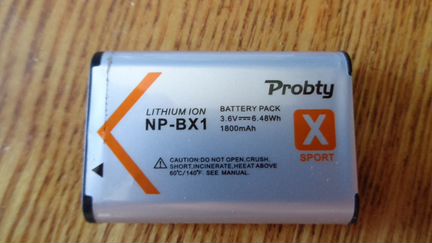 Probty
LITHIUM ION
NP-BX1
BATTERY PACK
3.6V⎓6.48Wh
1800mAh
X
SPORT
CAUTION:DO NOT OPEN,CRUSH,
SHORT,INCINERATE,HEEAT ABOVE
60°C/140°F. SEE MANUAL.